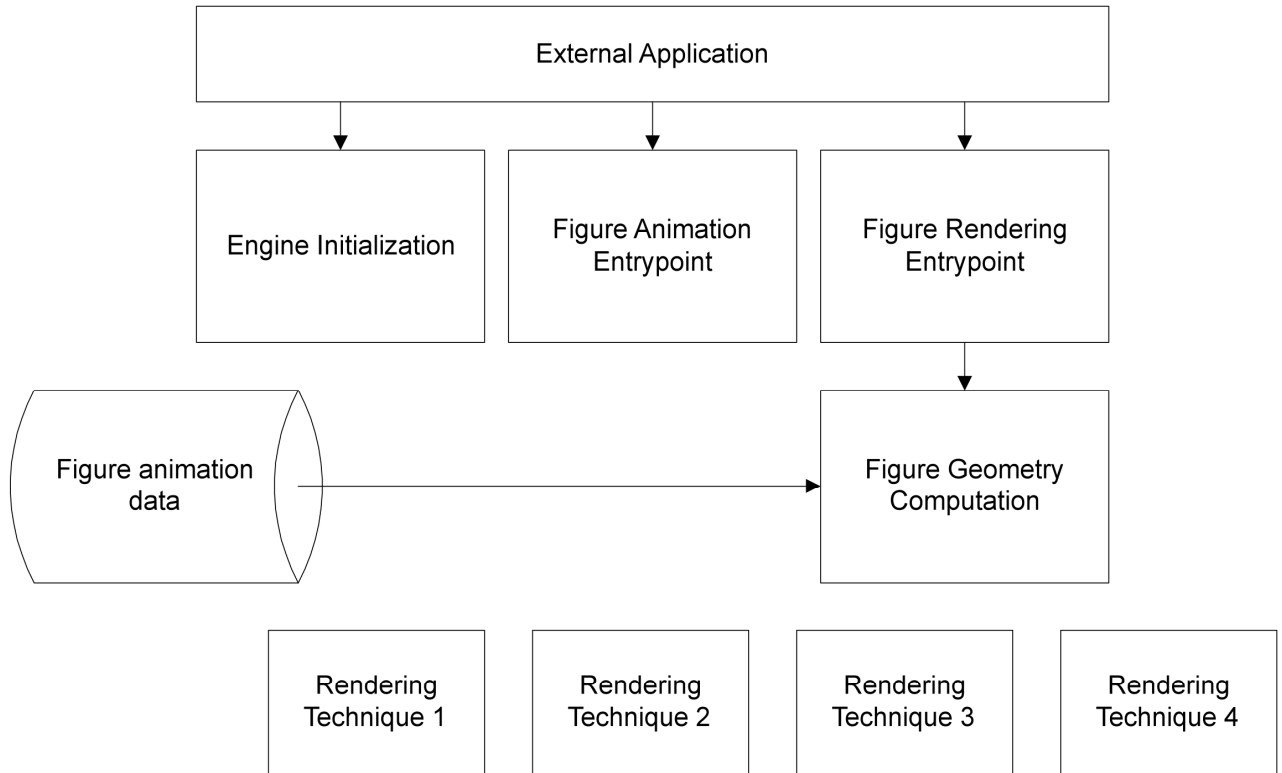 External Application
Engine Initialization
Figure Animation
Entrypoint
Figure Rendering
Entrypoint
Figure animation
data
Figure Geometry
Computation
Rendering
Technique 1
Rendering
Technique 2
Rendering
Technique 3
Rendering
Technique 4